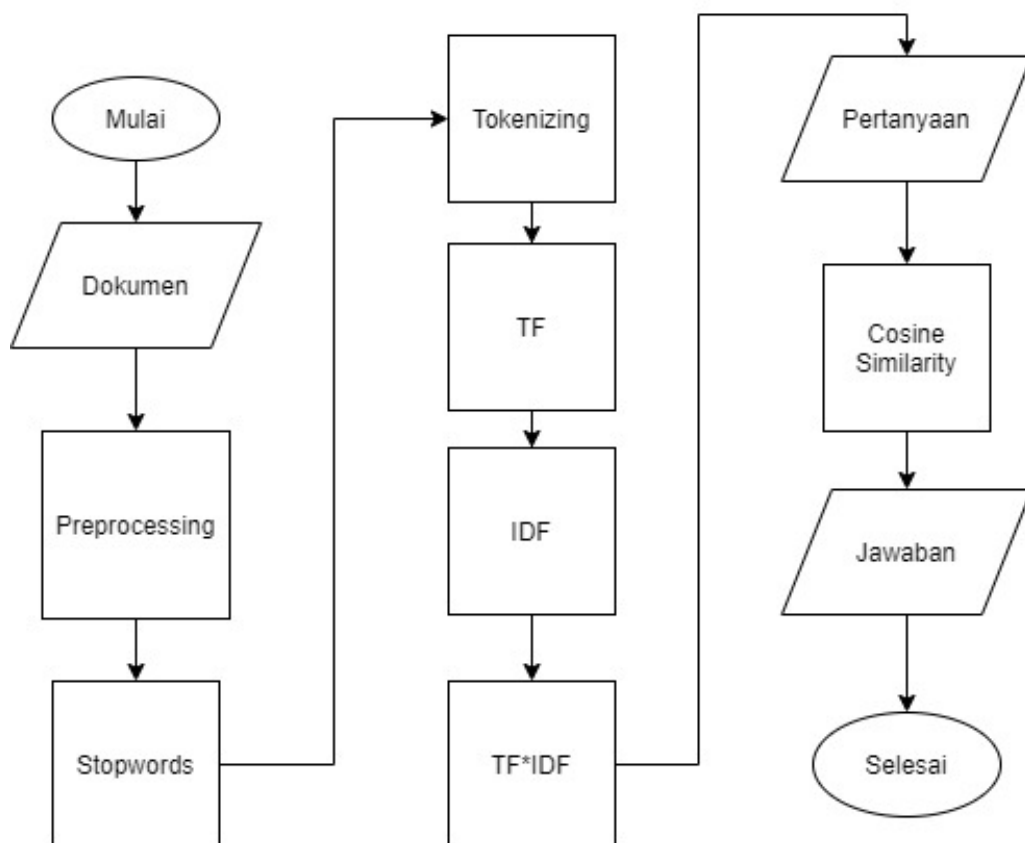 Mulai
Dokumen
Preprocessing
Stopwords
Tokenizing
TF
IDF
TF*IDF
Pertanyaan
Cosine
Similarity
Jawaban
Selesai